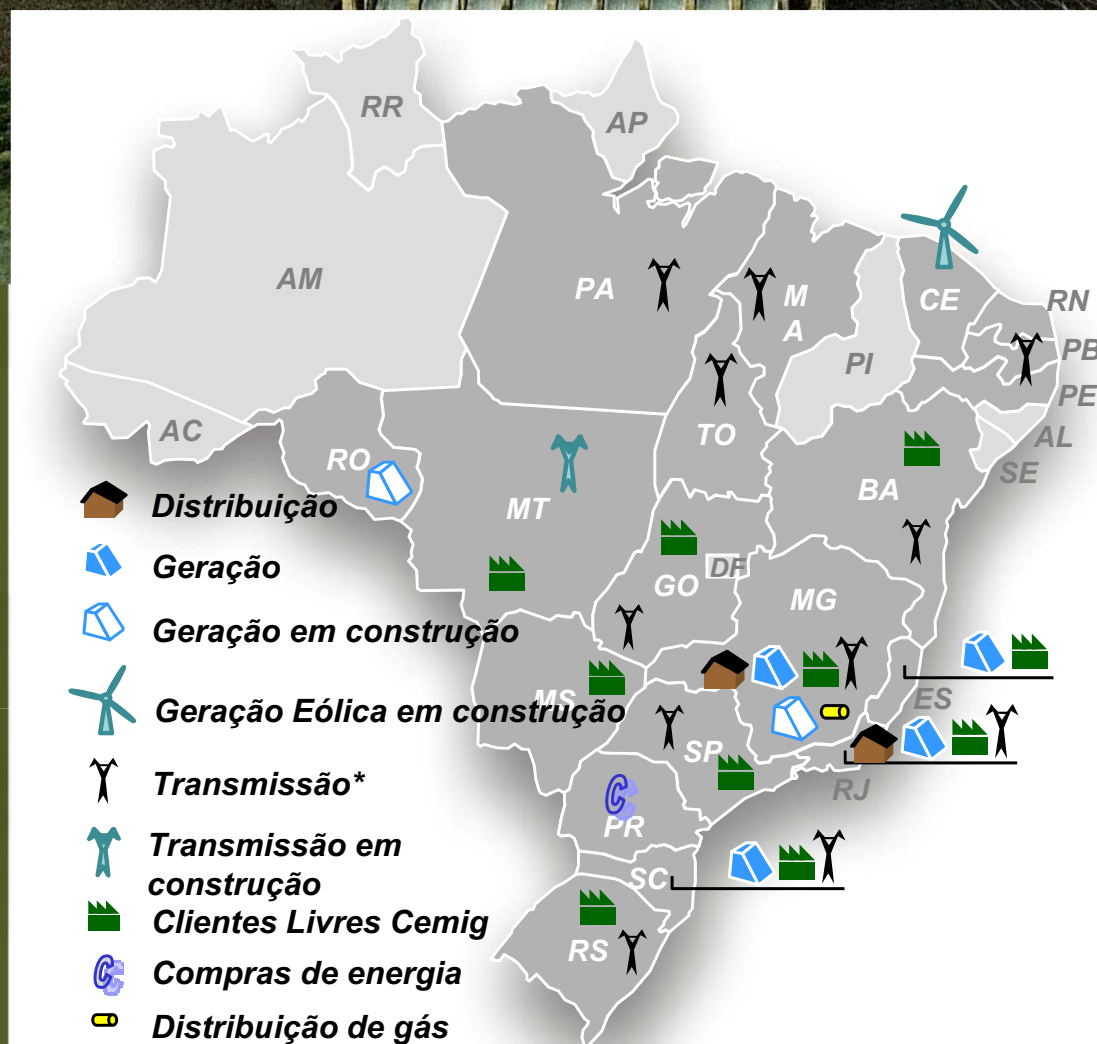 RR
AP
AM
PA
M
A
CE
RN
PB
PI
PE
AC
TO
AL
RO
SE
BA
MT
DF
GO
MG
MS
ES
SP
RJ
PR
SC
RS
Distribuição
Geração
Geração em construção
Geração Eólica em construção
Transmissão*
Transmissão em
construção
Clientes Livres Cemig
Compras de energia
Distribuição de gás